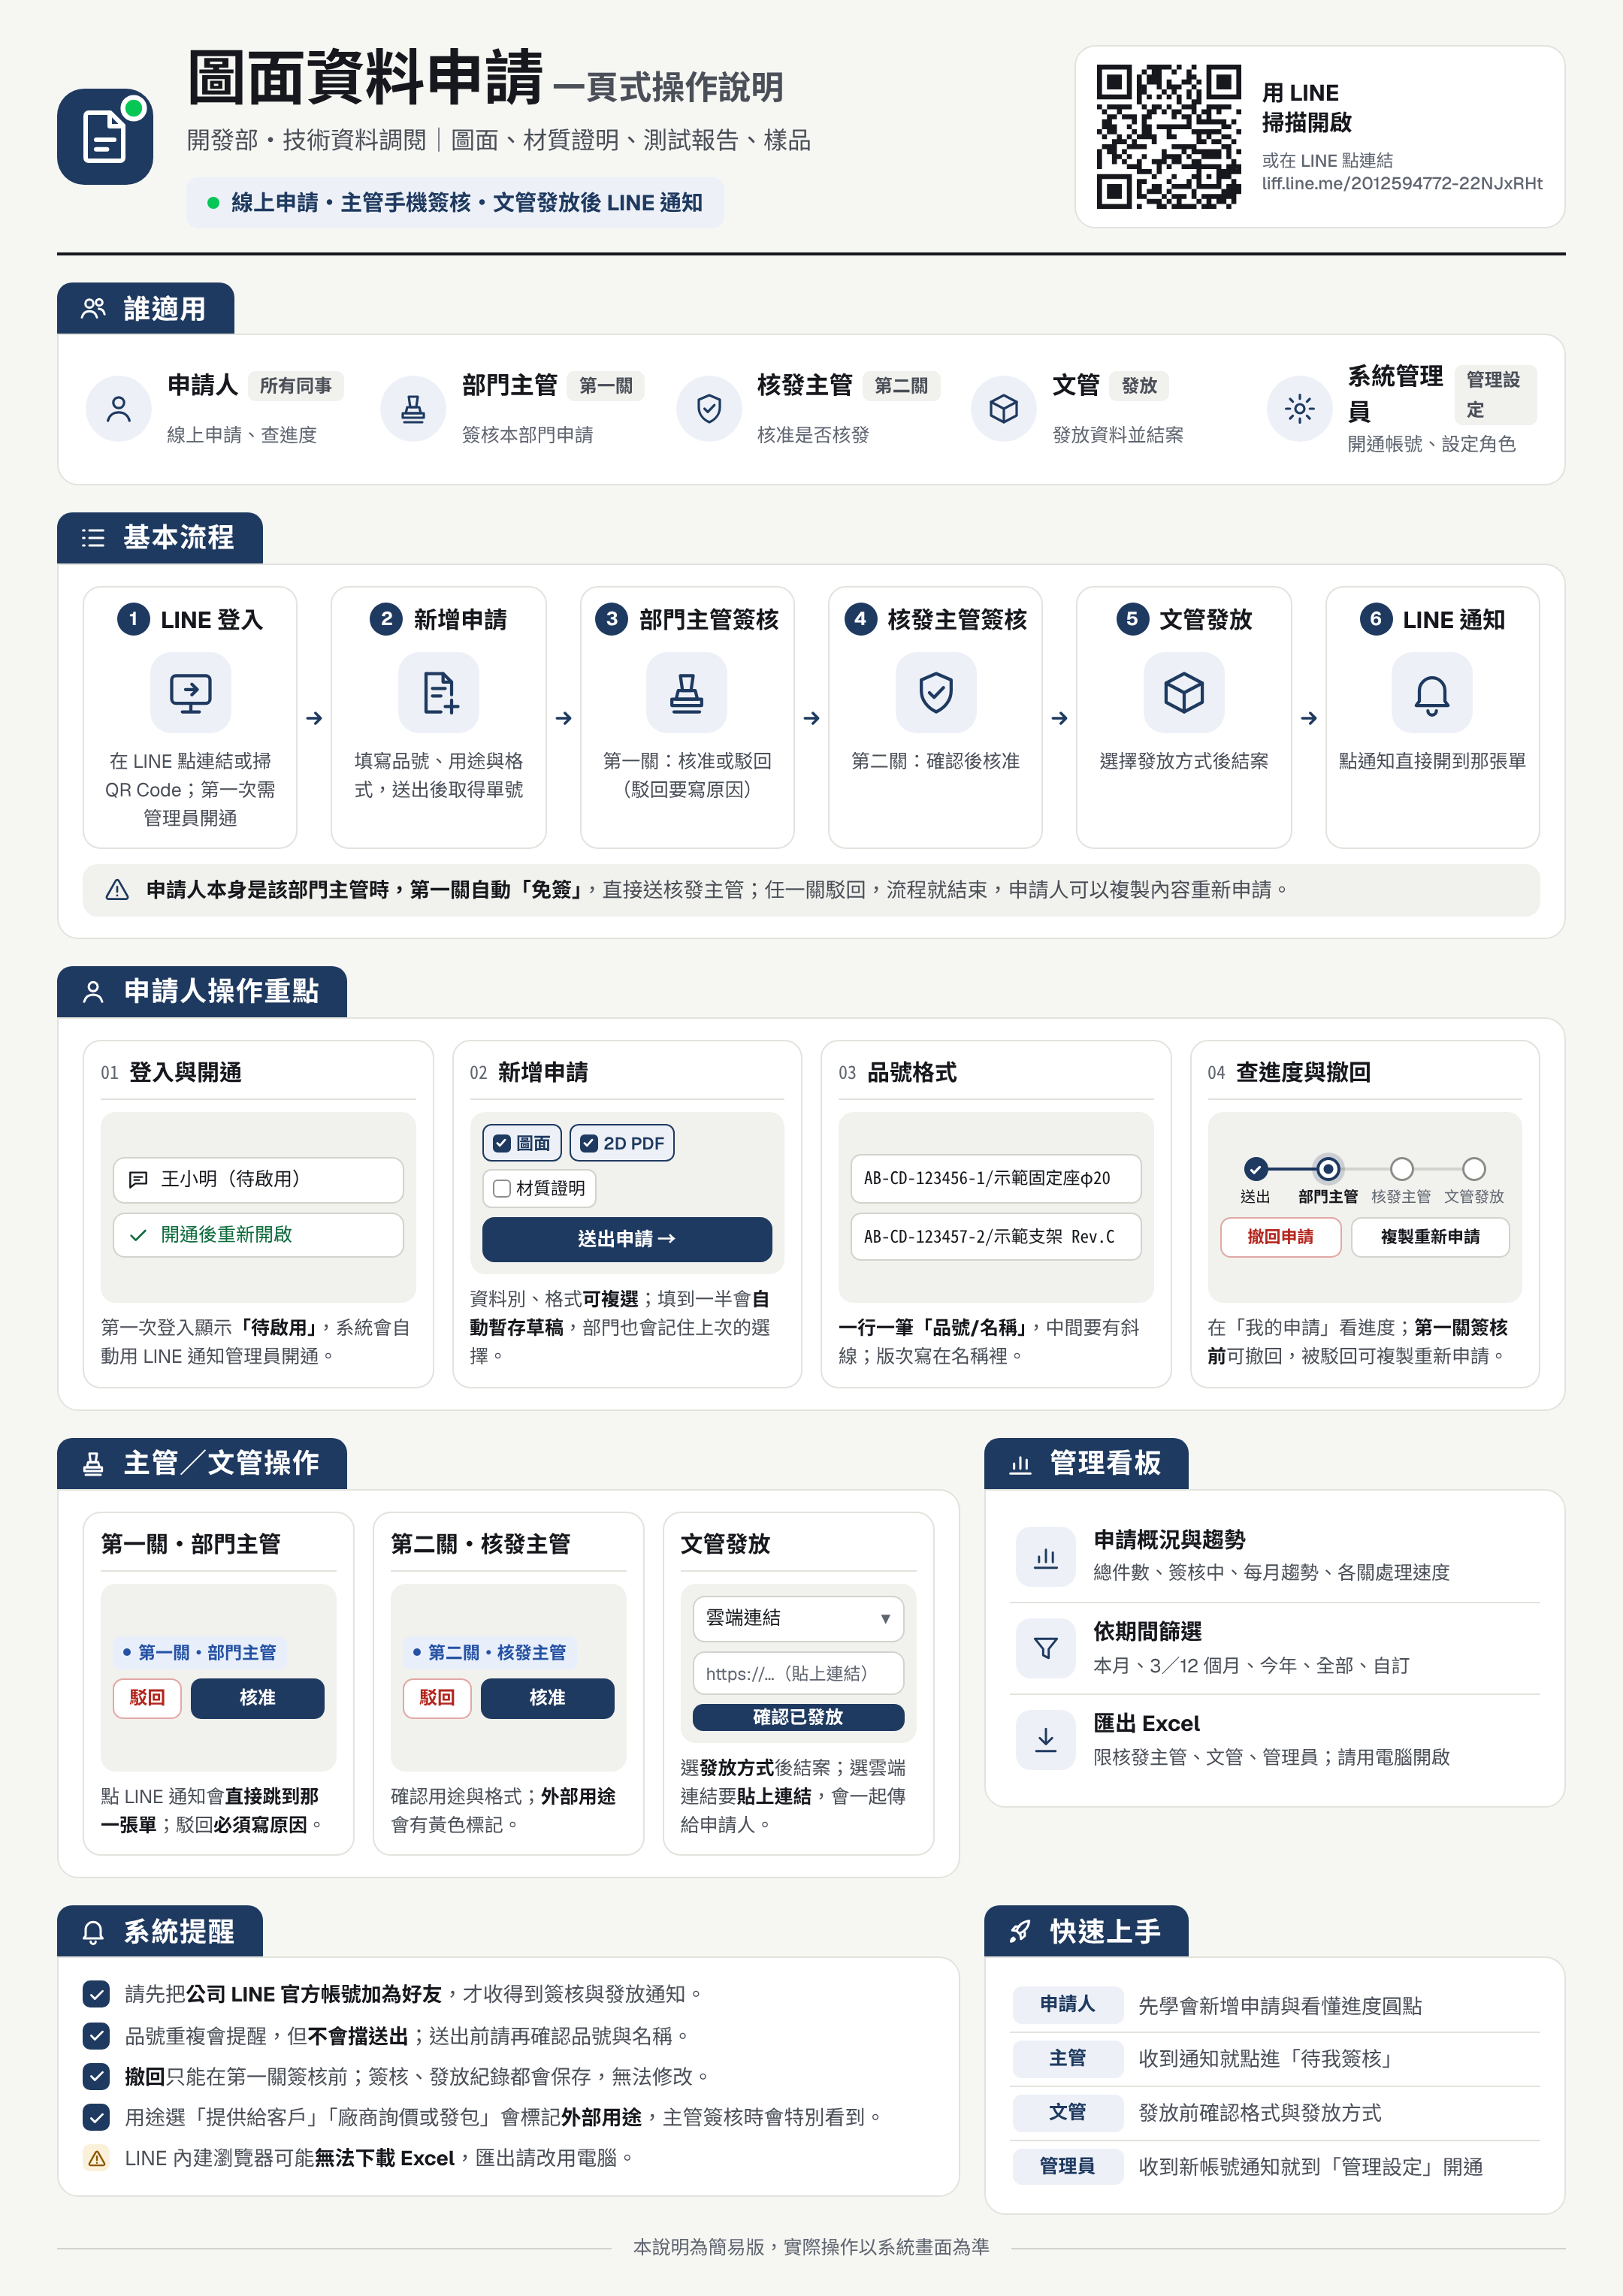 圖面資料申請 一頁式操作說明
開發部・技術資料調閱｜圖面、材質證明、測試報告、樣品
線上申請・主管手機簽核・文管發放後 LINE 通知
用 LINE
掃描開啟
或在 LINE 點連結
liff.line.me/2012594772-22NJxRHt
誰適用
申請人 所有同事
線上申請、查進度
部門主管 第一關
簽核本部門申請
核發主管 第二關
核准是否核發
文管 發放
發放資料並結案
系統管理
員
管理設
定
開通帳號、設定角色
基本流程
1 LINE 登入
在 LINE 點連結或掃
QR Code；第一次需
管理員開通
2 新增申請
填寫品號、用途與格
式，送出後取得單號
3 部門主管簽核
第一關：核准或駁回
（駁回要寫原因）
4 核發主管簽核
第二關：確認後核准
5 文管發放
選擇發放方式後結案
6 LINE 通知
點通知直接開到那張單
申請人本身是該部門主管時，第一關自動「免簽」，直接送核發主管；任一關駁回，流程就結束，申請人可以複製內容重新申請。
申請人操作重點
01 登入與開通
王小明（待啟用）
開通後重新開啟
第一次登入顯示「待啟用」，系統會自
動用 LINE 通知管理員開通。
02 新增申請
圖面 2D PDF
材質證明
送出申請 →
資料別、格式可複選；填到一半會自
動暫存草稿，部門也會記住上次的選
擇。
03 品號格式
AB-CD-123456-1/示範固定座φ20
AB-CD-123457-2/示範支架 Rev.C
一行一筆「品號/名稱」，中間要有斜
線；版次寫在名稱裡。
04 查進度與撤回
送出 部門主管 核發主管 文管發放
撤回申請 複製重新申請
在「我的申請」看進度；第一關簽核
前可撤回，被駁回可複製重新申請。
主管／文管操作
第一關・部門主管
第一關・部門主管
駁回 核准
點 LINE 通知會直接跳到那
一張單；駁回必須寫原因。
第二關・核發主管
第二關・核發主管
駁回 核准
確認用途與格式；外部用途
會有黃色標記。
文管發放
雲端連結 ▼
https://…（貼上連結）
確認已發放
選發放方式後結案；選雲端
連結要貼上連結，會一起傳
給申請人。
管理看板
申請概況與趨勢
總件數、簽核中、每月趨勢、各關處理速度
依期間篩選
本月、3／12 個月、今年、全部、自訂
匯出 Excel
限核發主管、文管、管理員；請用電腦開啟
系統提醒
請先把公司 LINE 官方帳號加為好友，才收得到簽核與發放通知。
品號重複會提醒，但不會擋送出；送出前請再確認品號與名稱。
撤回只能在第一關簽核前；簽核、發放紀錄都會保存，無法修改。
用途選「提供給客戶」「廠商詢價或發包」會標記外部用途，主管簽核時會特別看到。
LINE 內建瀏覽器可能無法下載 Excel，匯出請改用電腦。
快速上手
申請人 先學會新增申請與看懂進度圓點
主管 收到通知就點進「待我簽核」
文管 發放前確認格式與發放方式
管理員 收到新帳號通知就到「管理設定」開通
本說明為簡易版，實際操作以系統畫面為準